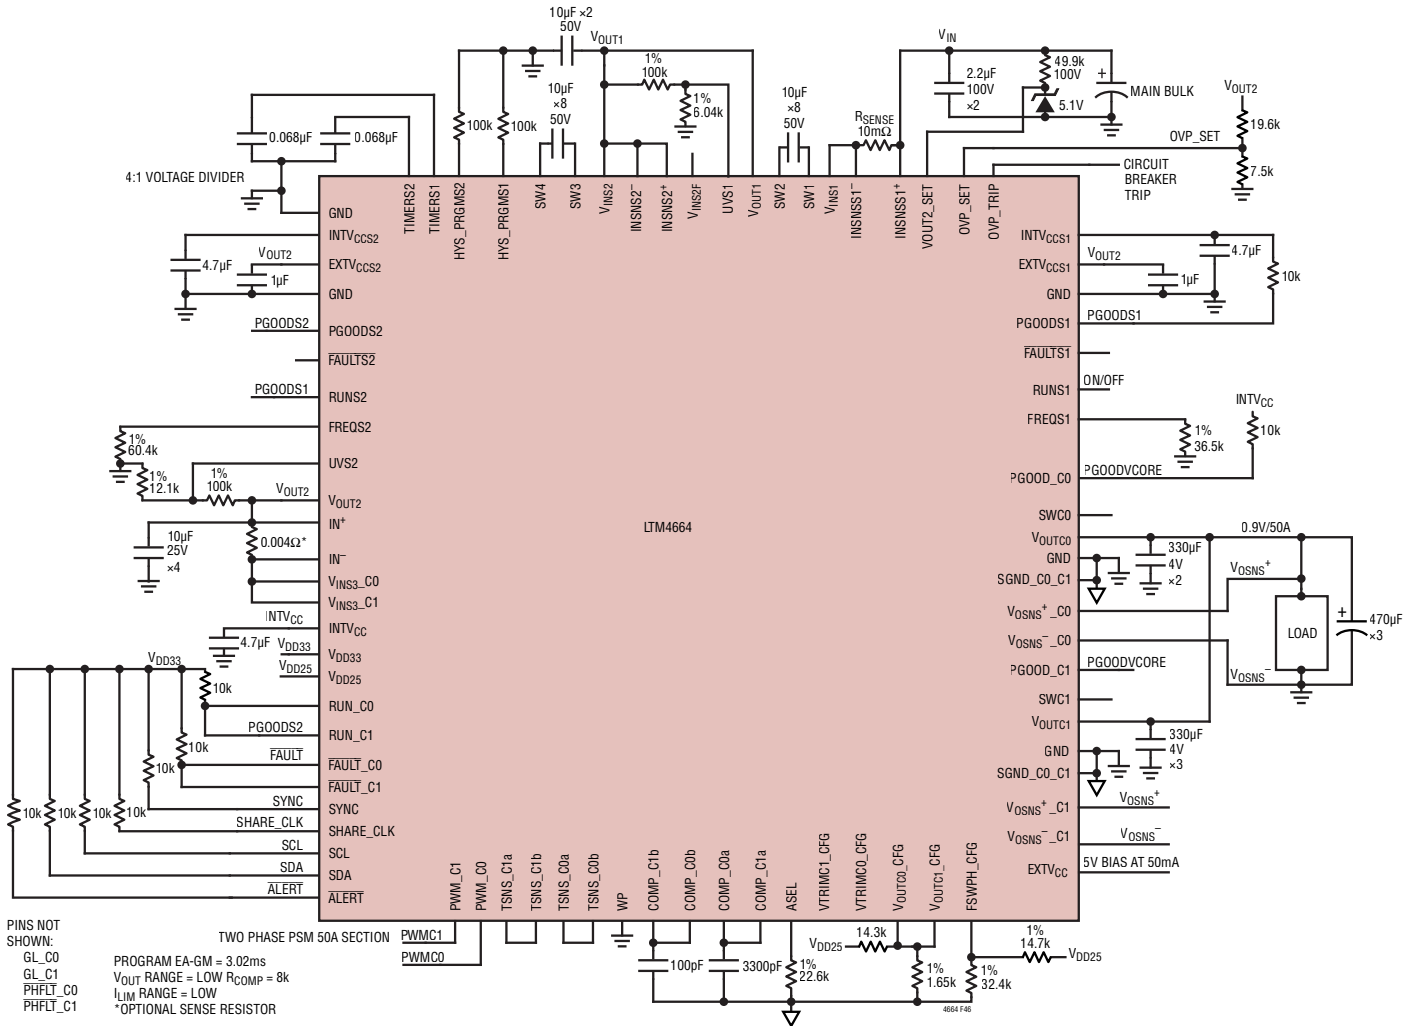 10µF ×2
50V
VOUT1
10µF
×8
50V
1%
100k
1%
6.04k
100k
100k
10µF
×8
50V
RSENSE
10mΩ
VIN
2.2µF
100V
×2
49.9k
100V
5.1V
+
MAIN BULK
VOUT2
19.6k
OVP_SET
7.5k
CIRCUIT
BREAKER
TRIP
0.068µF
0.068µF
4:1 VOLTAGE DIVIDER
TIMERS2
TIMERS1
HYS_PRGMS2
HYS_PRGMS1
SW4
SW3
VINS2
INSNS2–
INSNS2+
VINS2F
UVS1
VOUT1
SW2
SW1
VINS1
INSNSS1–
INSNSS1+
VOUT2_SET
OVP_SET
OVP_TRIP
GND
INTVCCS2
4.7µF
VOUT2
EXTVCCS2
1µF
GND
PGOODS2
PGOODS2
FAULTS2
PGOODS1
RUNS2
FREQS2
1%
60.4k
1%
12.1k
UVS2
1%
100k
VOUT2
VOUT2
IN+
10µF
25V
×4
0.004Ω*
IN–
VINS3_C0
VINS3_C1
INTVCC
INTVCC
4.7µF
VDD33
VDD33
VDD25
VDD25
VDD33
10k
RUN_C0
PGOODS2
RUN_C1
10k
FAULT
FAULT_C0
10k
FAULT_C1
SYNC
SYNC
10k
10k
10k
10k
SHARE_CLK
SHARE_CLK
SCL
SCL
SDA
SDA
ALERT
ALERT
LTM4664
INTVCCS1
4.7µF
VOUT2
EXTVCCS1
1µF
10k
GND
PGOODS1
PGOODS1
FAULTS1
RUNS1
ON/OFF
FREQS1
1%
36.5k
INTVCC
10k
PGOOD_C0
PGOODVCORE
SWC0
VOUTC0
0.9V/50A
GND
330µF
4V
×2
SGND_C0_C1
VOSNS+
VOSNS+_C0
LOAD
+
470µF
×3
VOSNS–_C0
VOSNS–
PGOOD_C1
PGOODVCORE
SWC1
VOUTC1
330µF
4V
×3
GND
SGND_C0_C1
VOSNS+_C1
VOSNS+
VOSNS–_C1
VOSNS–
EXTVCC
5V BIAS AT 50mA
PWM_C1
PWM_C0
TSNS_C1a
TSNS_C1b
TSNS_C0a
TSNS_C0b
WP
COMP_C1b
COMP_C0b
COMP_C0a
COMP_C1a
ASEL
VTRIMC1_CFG
VTRIMC0_CFG
VOUTC0_CFG
VOUTC1_CFG
FSWPH_CFG
TWO PHASE PSM 50A SECTION
PWMC1
PWMC0
100pF
3300pF
1%
22.6k
VDD25
14.3k
1%
1.65k
1%
32.4k
1%
14.7k
VDD25
4664 F46
PINS NOT
SHOWN:
GL_C0
GL_C1
PHFLT_C0
PHFLT_C1
PROGRAM EA-GM = 3.02ms
VOUT RANGE = LOW RCOMP = 8k
ILIM RANGE = LOW
*OPTIONAL SENSE RESISTOR